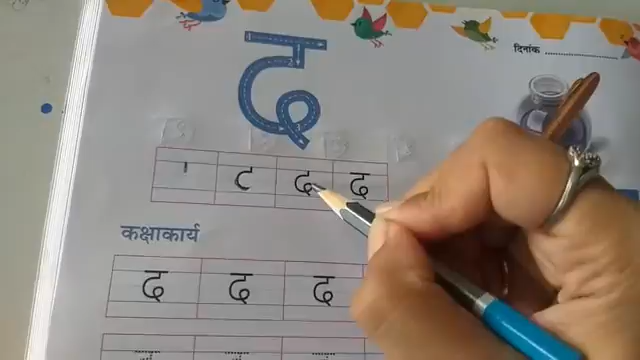 द
दिनांक ....................
द द
कक्षाकार्य
द द द